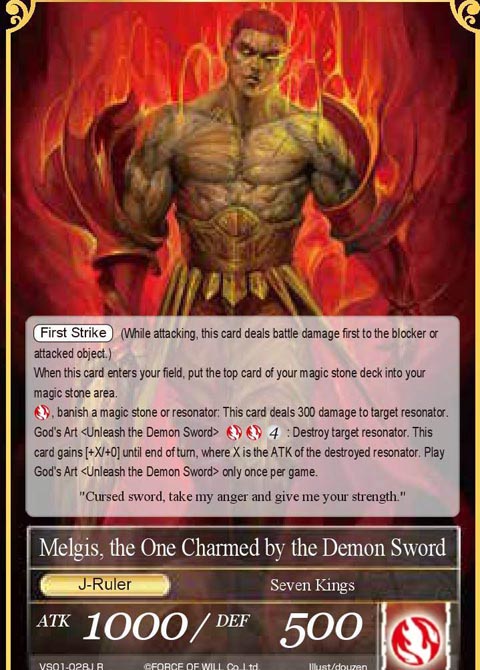 First Strike (While attacking, this card deals battle damage first to the blocker or
attacked object.)
When this card enters your field, put the top card of your magic stone deck into your
magic stone area.
, banish a magic stone or resonator: This card deals 300 damage to target resonator.
God's Art <Unleash the Demon Sword> 4 : Destroy target resonator. This
card gains [+X/+0] until end of turn, where X is the ATK of the destroyed resonator. Play
God's Art <Unleash the Demon Sword> only once per game.
"Cursed sword, take my anger and give me your strength."
Melgis, the One Charmed by the Demon Sword
J-Ruler Seven Kings
ATK 1000 / DEF 500
VS01-028J R ©FORCE OF WILL Co.,Ltd. Illust/douzen